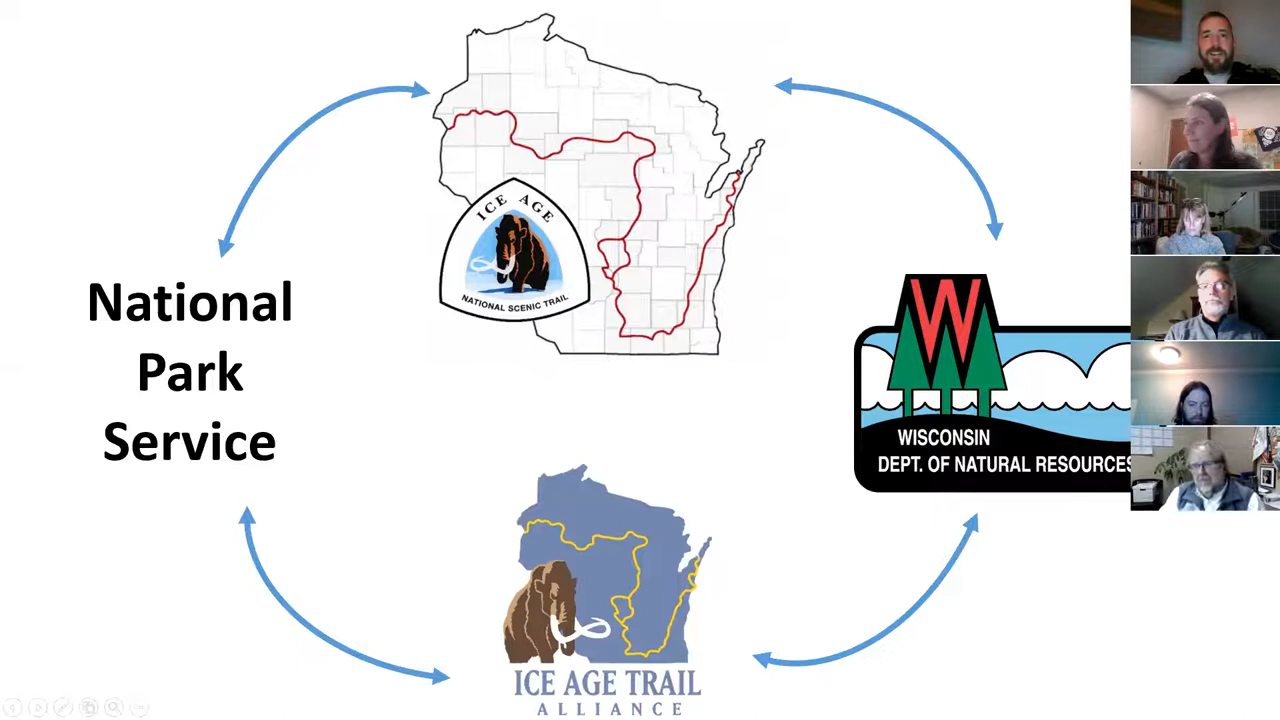 ICE AGE
NATIONAL SCENIC TRAIL
National
Park
Service
W
WISCONSIN
DEPT. OF NATURAL RESOURCES
ICE AGE TRAIL
ALLIANCE